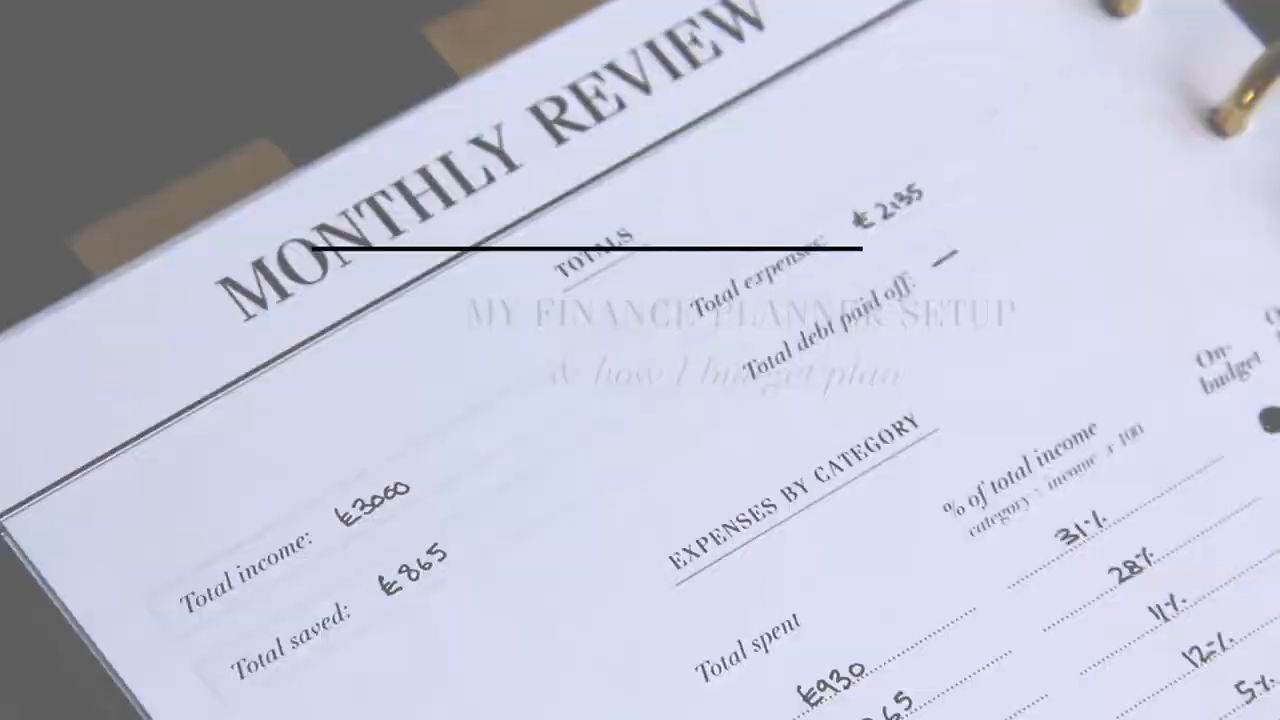 MONTHLY REVIEW
TOTALS
Total income: £3000
Total expenses: £2135
Total saved: £865
Total debt paid off: —
MY FINANCE PLANNER SETUP
& how I budget plan
EXPENSES BY CATEGORY
Total spent
% of total income
category ÷ income x 100
On-
budget
£930
31%
65
28%
11%
12%
5%